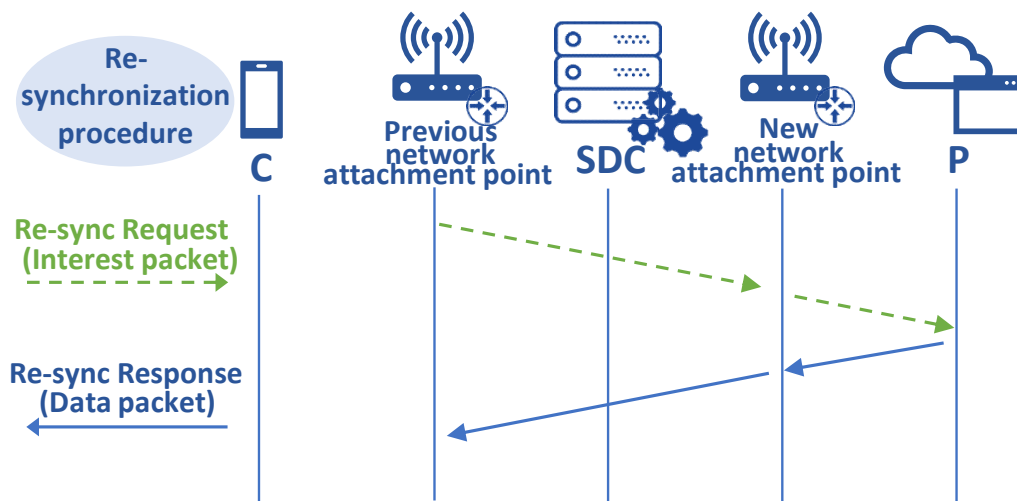 Re-
synchronization
procedure
C
Previous
network
attachment point
SDC
New
network
attachment point
P
Re-sync Request
(Interest packet)
Re-sync Response
(Data packet)